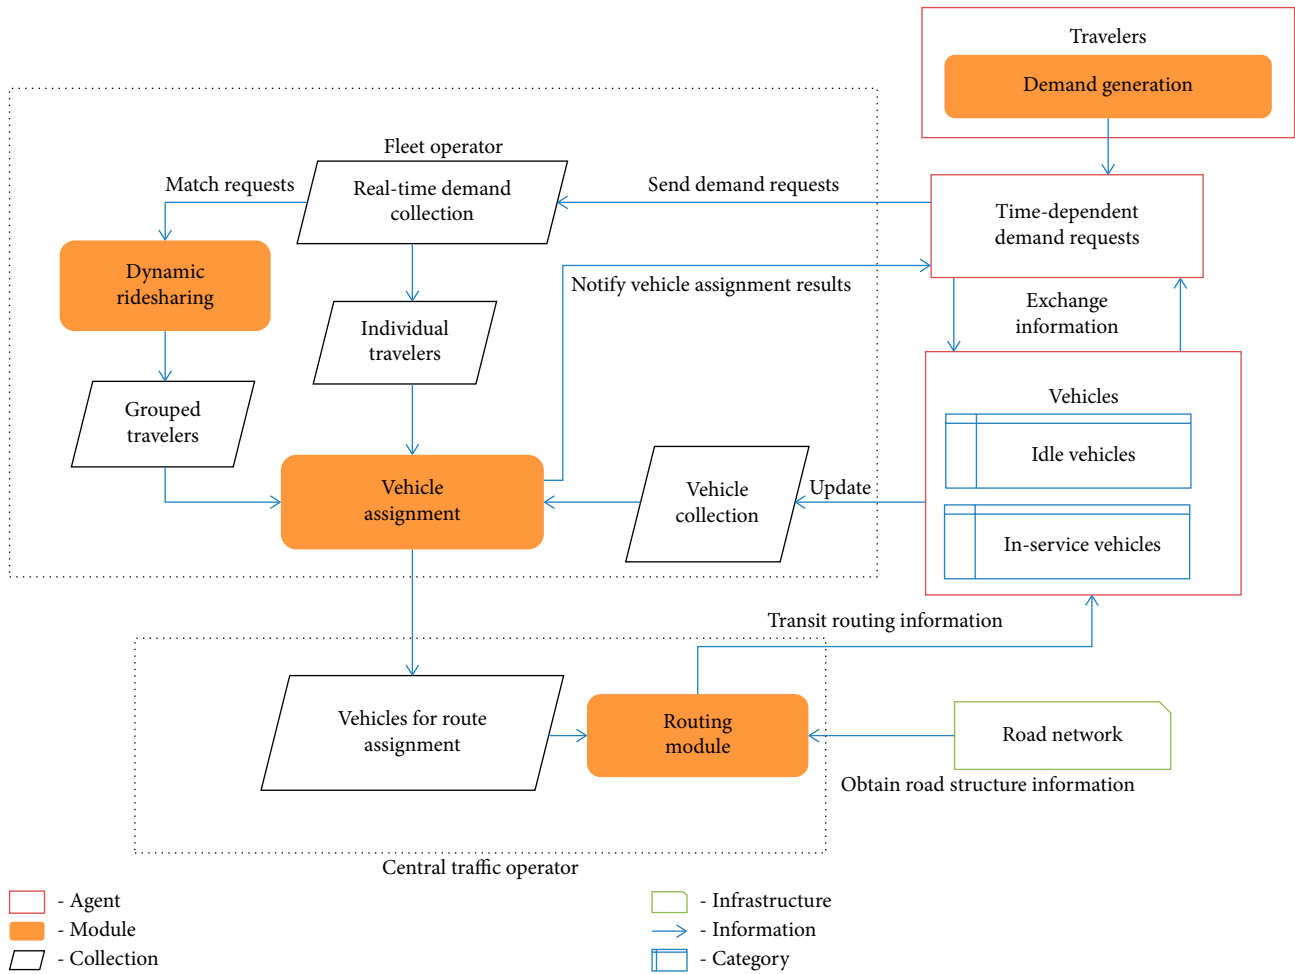 Travelers
Demand generation
Fleet operator
Match requests
Real-time demand
collection
Send demand requests
Time-dependent
demand requests
Dynamic
ridesharing
Notify vehicle assignment results
Exchange
information
Individual
travelers
Grouped
travelers
Vehicles
Idle vehicles
Vehicle
assignment
Vehicle
collection
Update
In-service vehicles
Transit routing information
Vehicles for route
assignment
Routing
module
Road network
Obtain road structure information
Central traffic operator
- Agent
- Module
- Collection
- Infrastructure
- Information
- Category